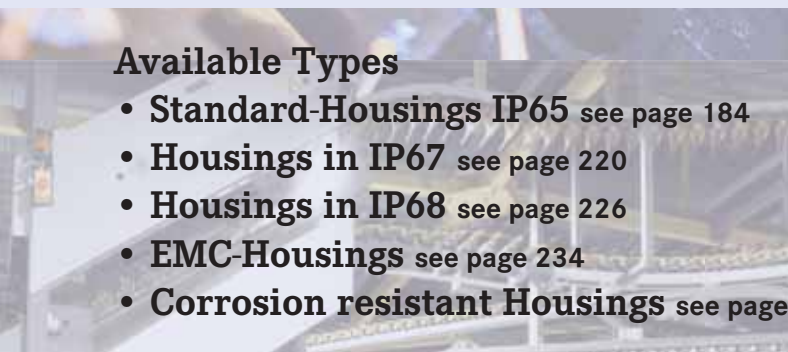 Available Types
• Standard-Housings IP65 see page 184
• Housings in IP67 see page 220
• Housings in IP68 see page 226
• EMC-Housings see page 234
• Corrosion resistant Housings see page